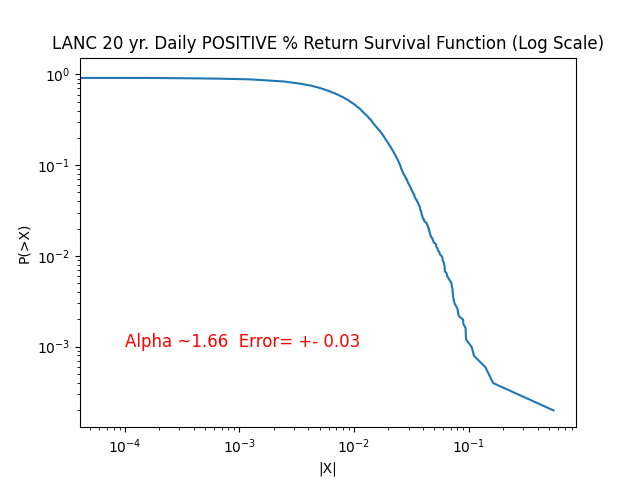 LANC 20 yr. Daily POSITIVE % Return Survival Function (Log Scale)
10⁰
10⁻¹
10⁻²
10⁻³
P(>X)
Alpha ~1.66  Error= +- 0.03
10⁻⁴ 10⁻³ 10⁻² 10⁻¹
|X|